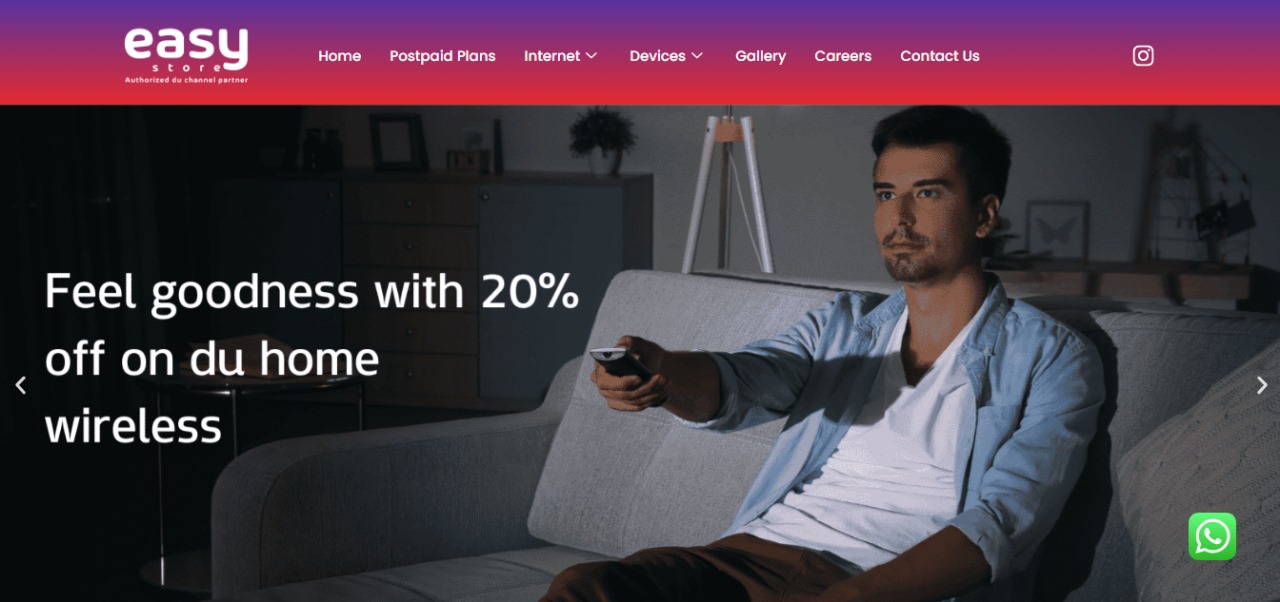 easy
store
Authorized du channel partner
Home Postpaid Plans Internet Devices Gallery Careers Contact Us
Feel goodness with 20%
off on du home
wireless